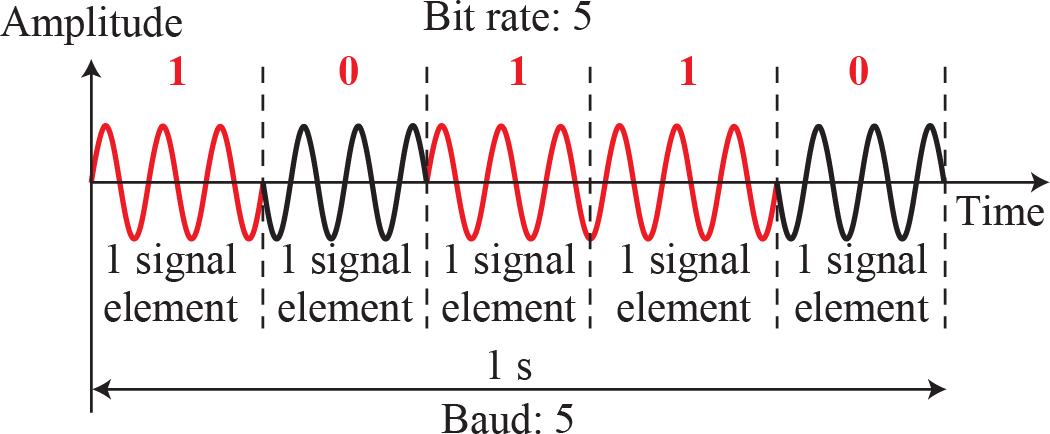 Amplitude
Bit rate: 5
1 0 1 1 0
Time
1 signal 1 signal 1 signal 1 signal 1 signal
element element element element element
1 s
Baud: 5